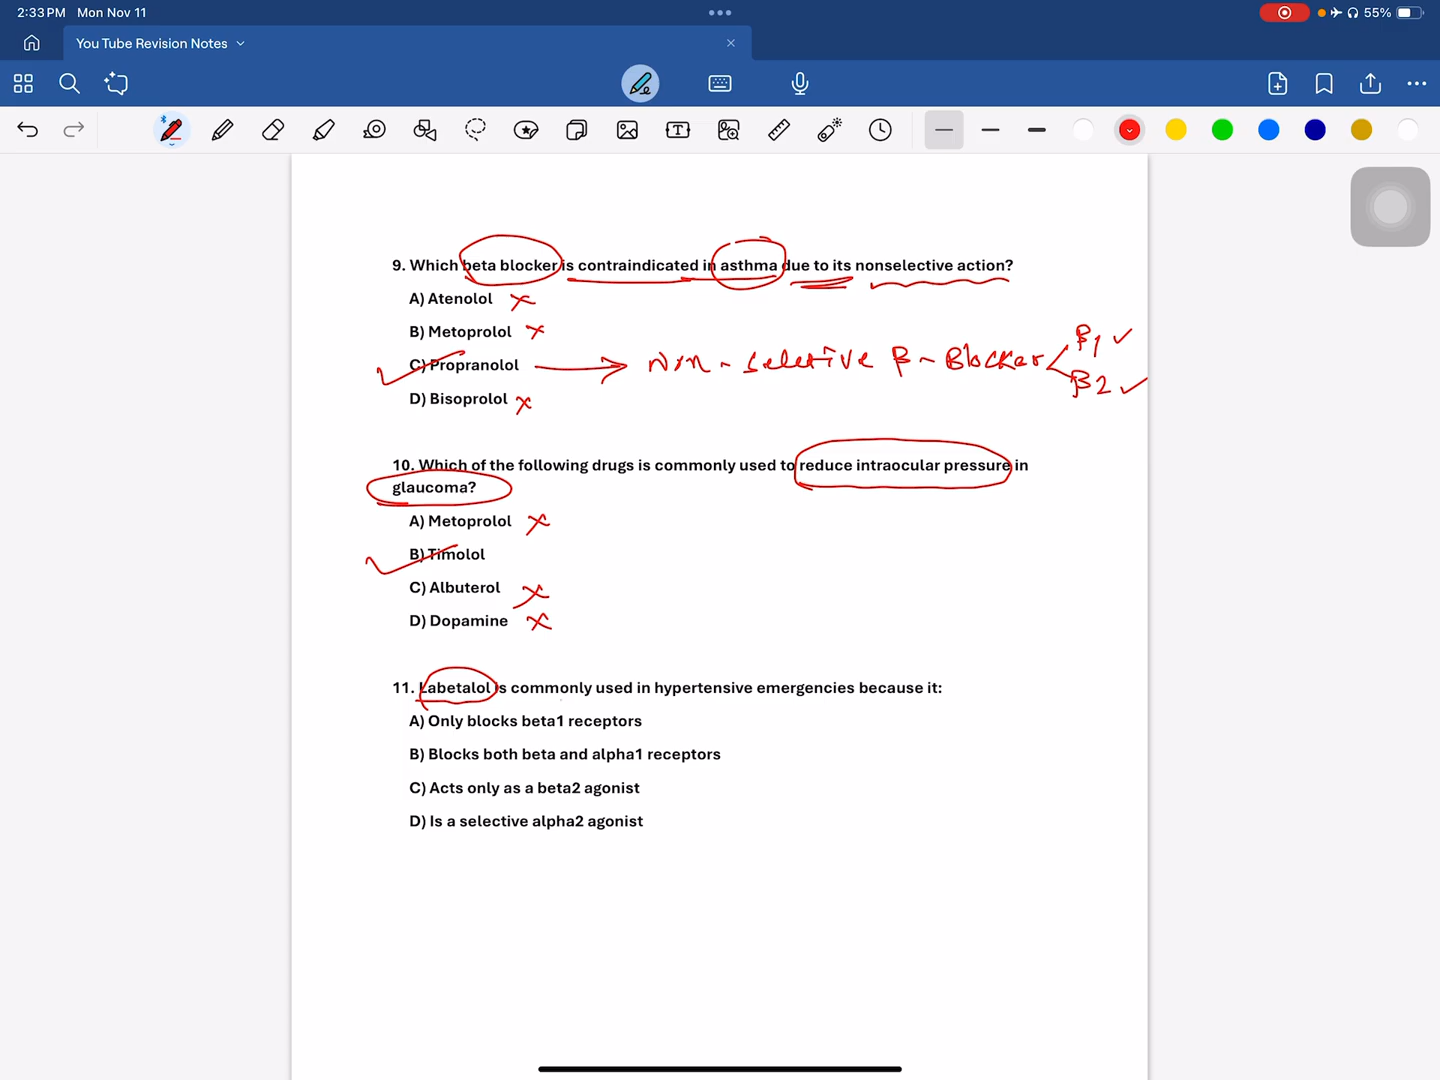 2:33 PM Mon Nov 11
55%
You Tube Revision Notes
9. Which beta blocker is contraindicated in asthma due to its nonselective action?
A) Atenolol
B) Metoprolol
β1
C) Propranolol Non - Seletive β - Blocker
β2
D) Bisoprolol
10. Which of the following drugs is commonly used to reduce intraocular pressure in
glaucoma?
A) Metoprolol
B) Timolol
C) Albuterol
D) Dopamine
11. Labetalol is commonly used in hypertensive emergencies because it:
A) Only blocks beta1 receptors
B) Blocks both beta and alpha1 receptors
C) Acts only as a beta2 agonist
D) Is a selective alpha2 agonist